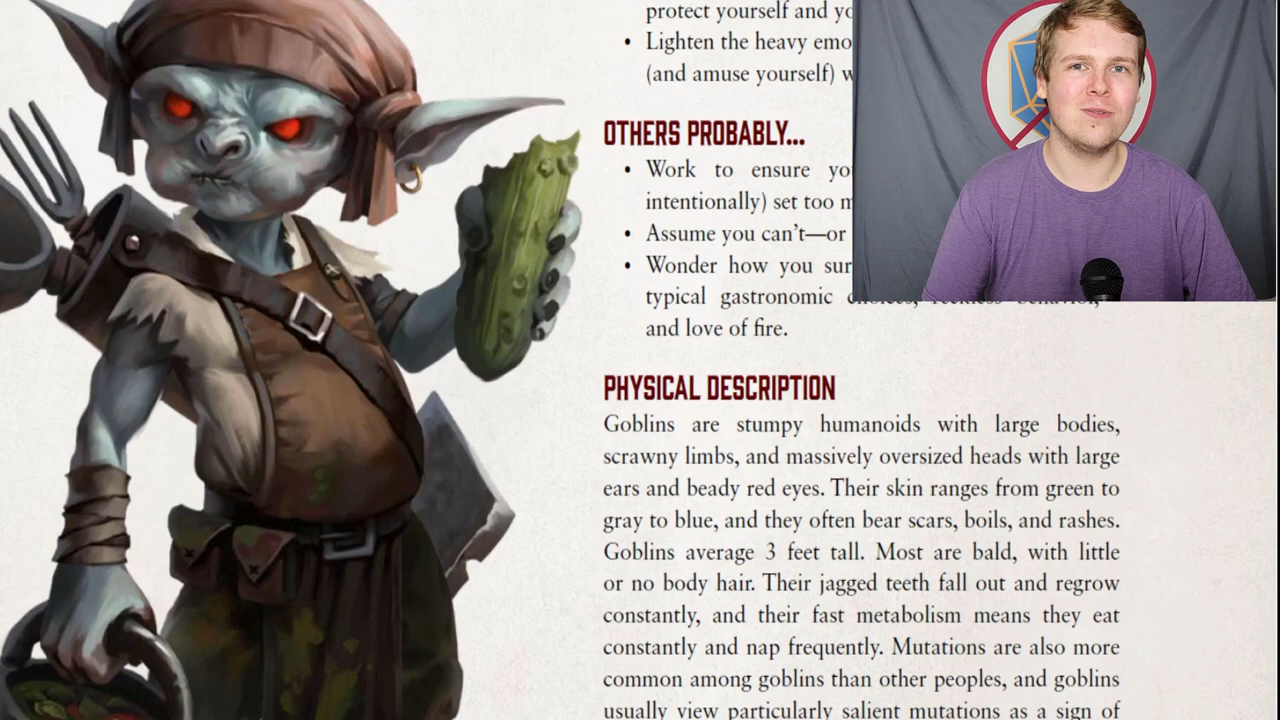 protect yourself and yo
Lighten the heavy emo
(and amuse yourself) w
OTHERS PROBABLY...
Work to ensure yo
intentionally) set too m
Assume you can't—or
Wonder how you sur
typical gastronomic choices, reckless behavior,
and love of fire.
PHYSICAL DESCRIPTION
Goblins are stumpy humanoids with large bodies,
scrawny limbs, and massively oversized heads with large
ears and beady red eyes. Their skin ranges from green to
gray to blue, and they often bear scars, boils, and rashes.
Goblins average 3 feet tall. Most are bald, with little
or no body hair. Their jagged teeth fall out and regrow
constantly, and their fast metabolism means they eat
constantly and nap frequently. Mutations are also more
common among goblins than other peoples, and goblins
usually view particularly salient mutations as a sign of